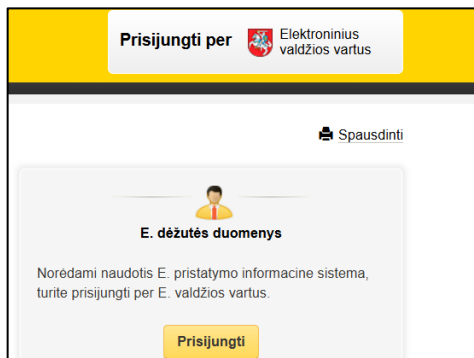 Prisijungti per
Elektroninius
valdžios vartus
Spausdinti
E. dėžutės duomenys
Norėdami naudotis E. pristatymo informacine sistema,
turite prisijungti per E. valdžios vartus.
Prisijungti